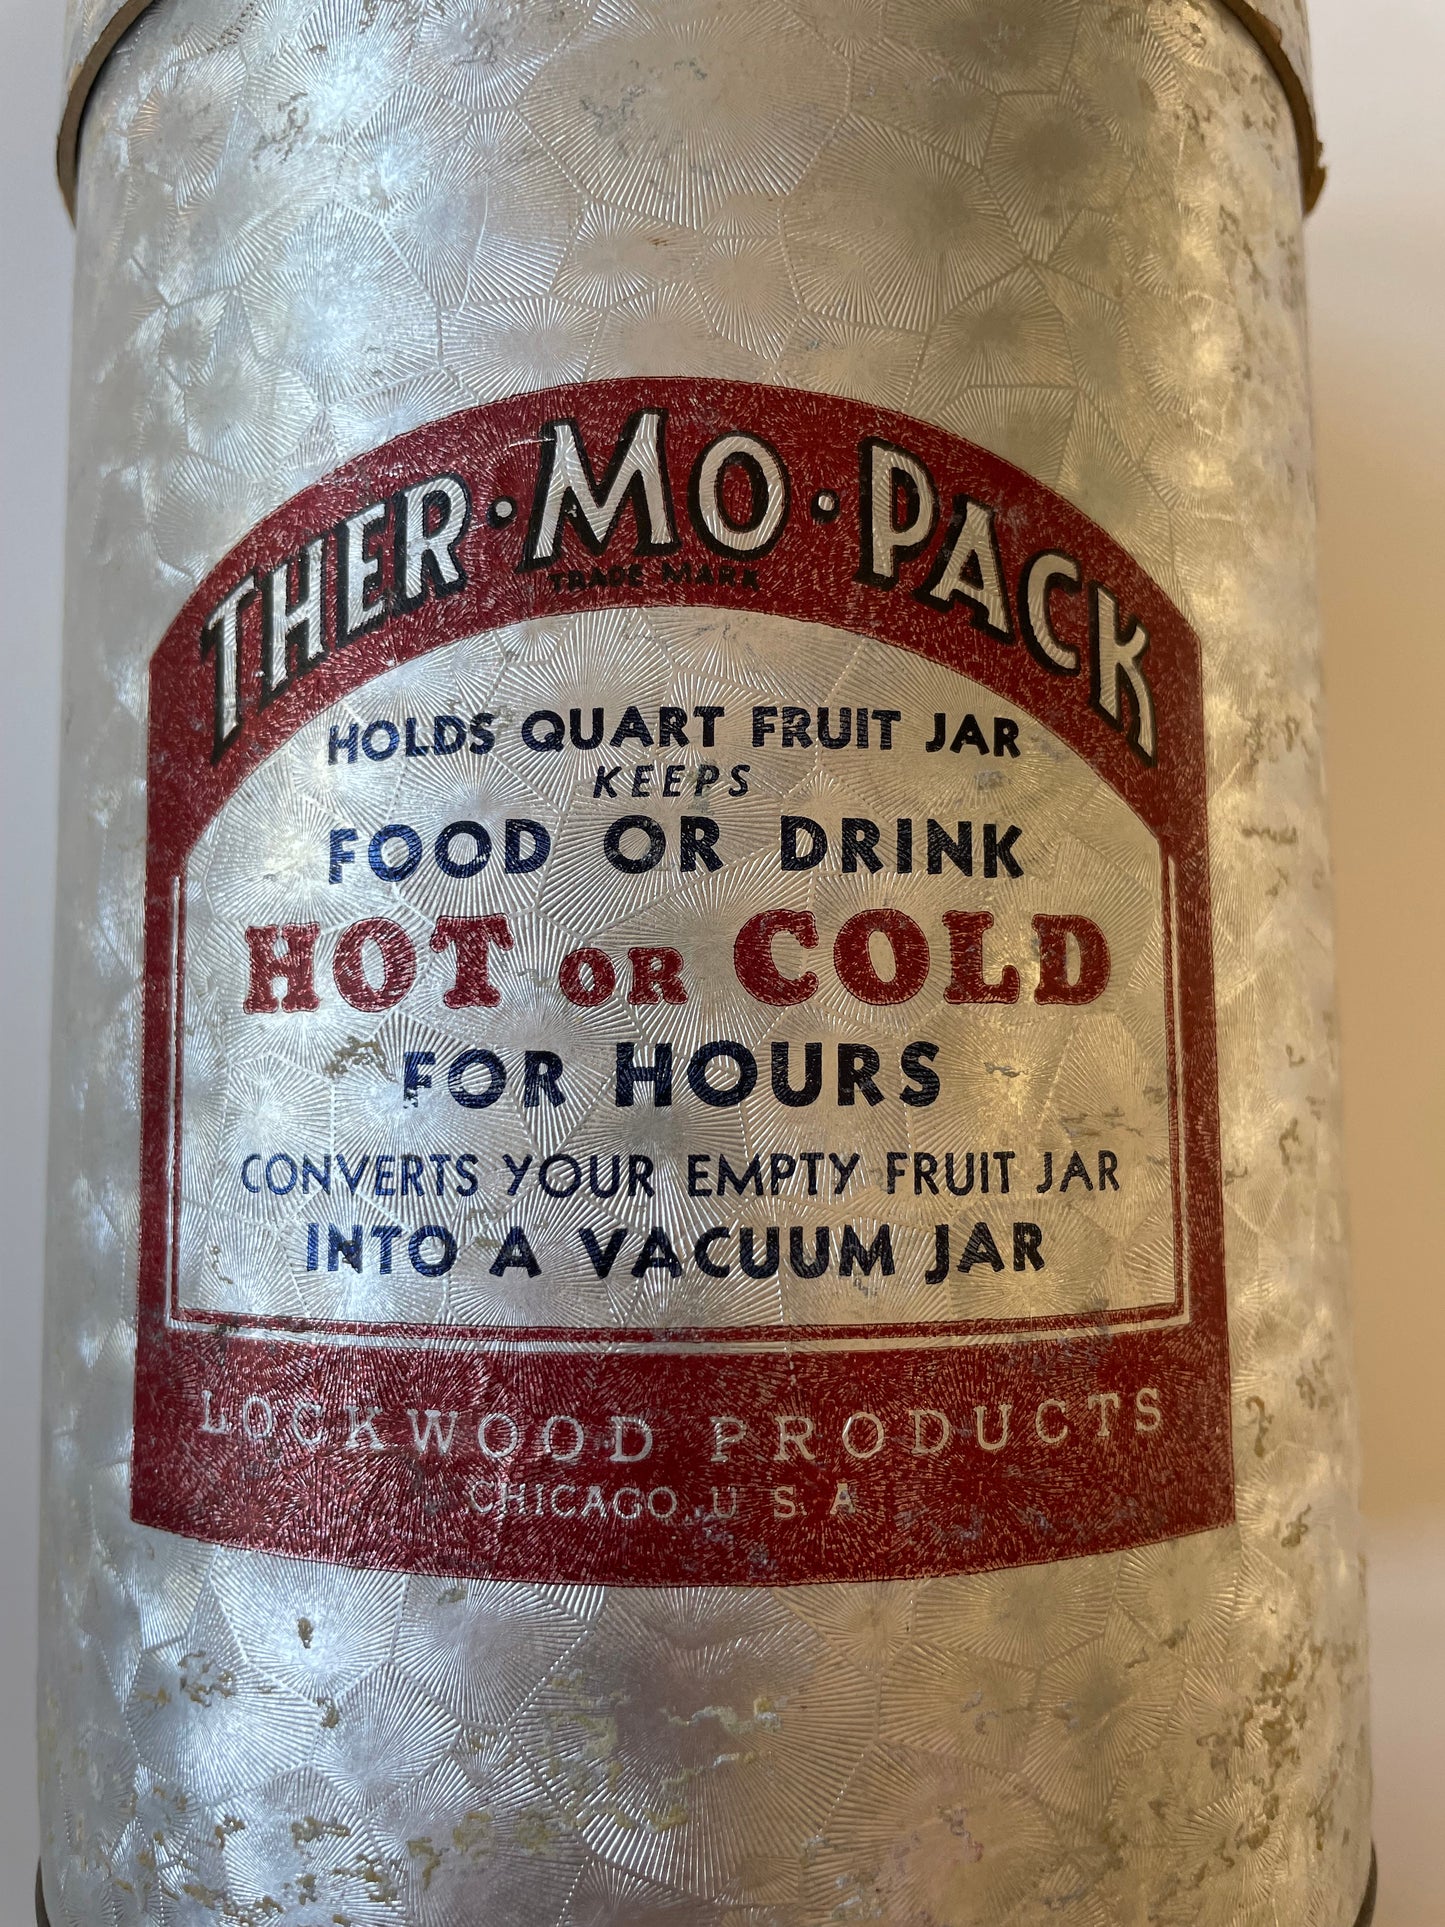 THER·MO·PACK
TRADE MARK
HOLDS QUART FRUIT JAR
KEEPS
FOOD OR DRINK
HOT OR COLD
FOR HOURS
CONVERTS YOUR EMPTY FRUIT JAR
INTO A VACUUM JAR
LOCKWOOD PRODUCTS
CHICAGO, U S A